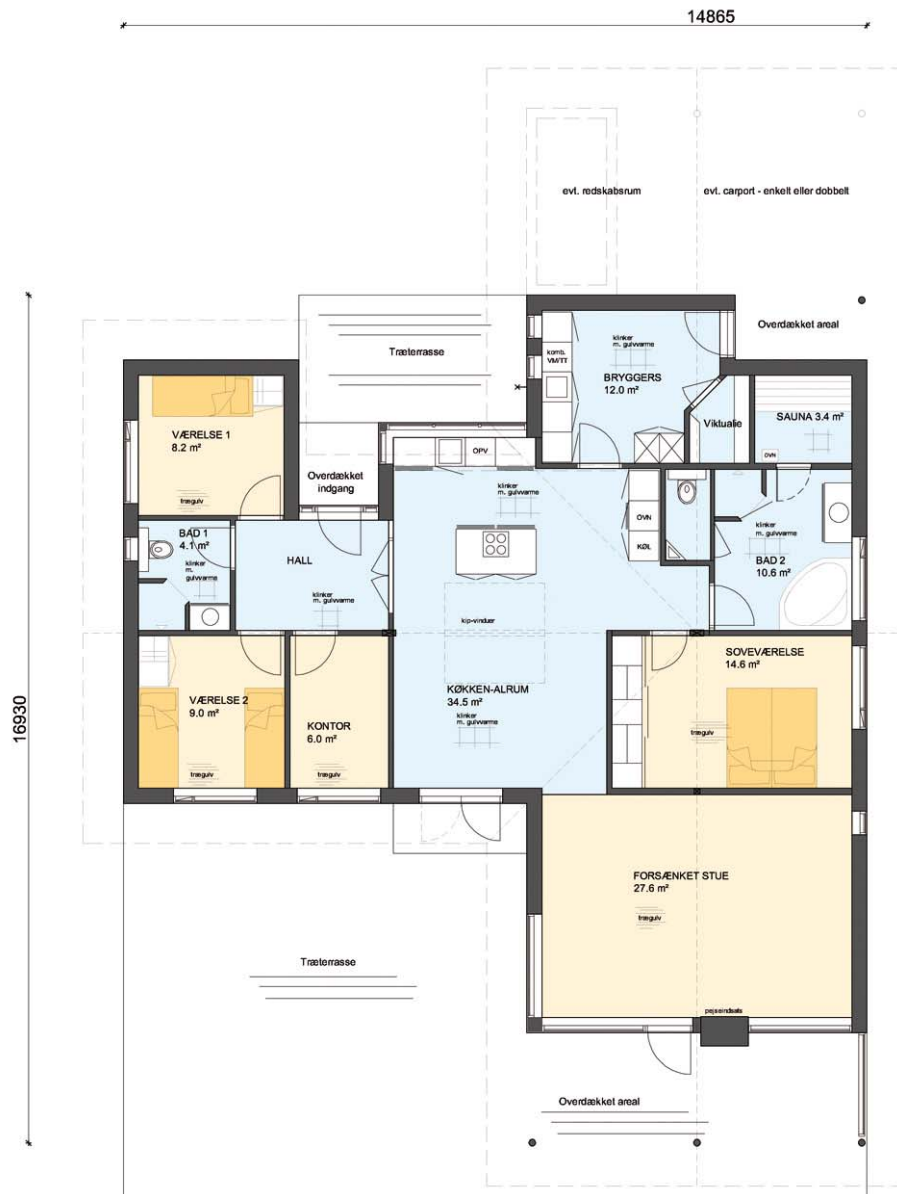 14865
evt. redskabsrum
evt. carport - enkelt eller dobbelt
Overdækket areal
Træterrasse
komb.
VM/TT
klinker
m. gulvvarme
BRYGGERS
12.0 m²
Viktualie
SAUNA 3.4 m²
OVN
VÆRELSE 1
8.2 m²
trægulv
Overdækket
indgang
OPV
klinker
m. gulvvarme
OVN
KØL
klinker
m. gulvvarme
BAD 2
10.6 m²
BAD 1
4.1 m²
klinker
m.
gulvvarme
HALL
klinker
m. gulvvarme
kip-vinduer
SOVEVÆRELSE
14.6 m²
trægulv
KØKKEN-ALRUM
34.5 m²
klinker
m. gulvvarme
VÆRELSE 2
9.0 m²
trægulv
KONTOR
6.0 m²
trægulv
16930
FORSÆNKET STUE
27.6 m²
trægulv
pejseindsats
Træterrasse
Overdækket areal